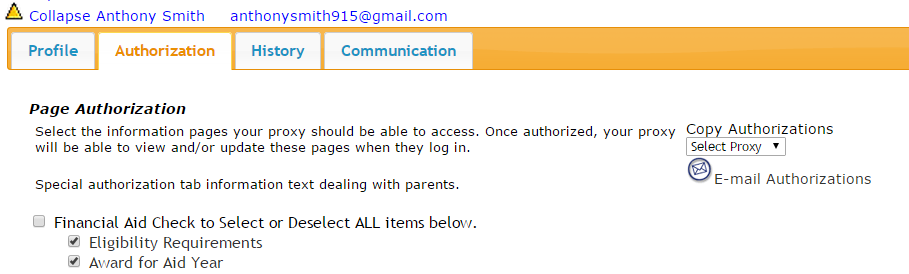 Collapse Anthony Smith anthonysmith915@gmail.com
Profile Authorization History Communication
Page Authorization
Select the information pages your proxy should be able to access. Once authorized, your proxy
will be able to view and/or update these pages when they log in.
Copy Authorizations
Select Proxy
E-mail Authorizations
Special authorization tab information text dealing with parents.
Financial Aid Check to Select or Deselect ALL items below.
Eligibility Requirements
Award for Aid Year